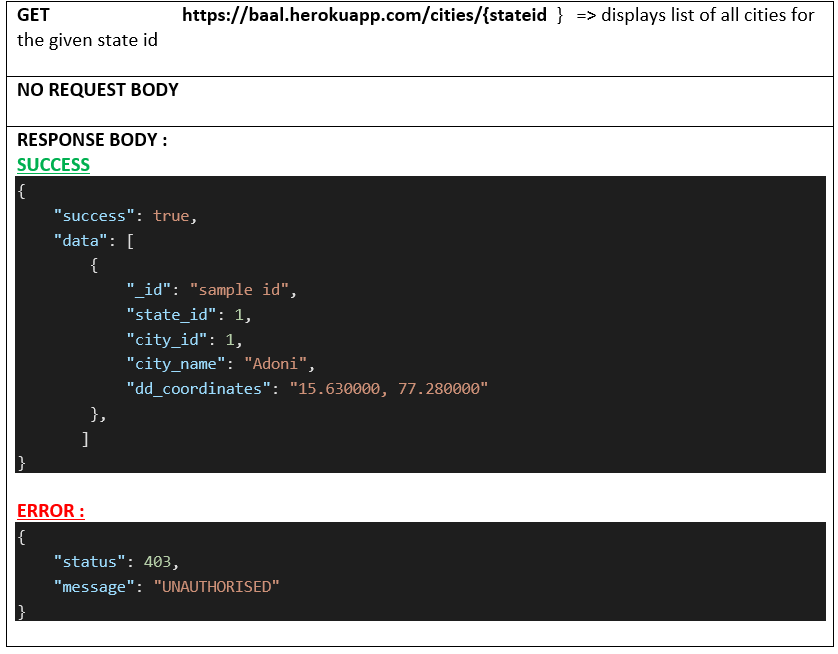 GET https://baal.herokuapp.com/cities/{stateid } => displays list of all cities for
the given state id
NO REQUEST BODY
RESPONSE BODY :
SUCCESS
{
    "success": true,
    "data": [
        {
            "_id": "sample id",
            "state_id": 1,
            "city_id": 1,
            "city_name": "Adoni",
            "dd_coordinates": "15.630000, 77.280000"
        },
       ]
}
ERROR :
{
    "status": 403,
    "message": "UNAUTHORISED"
}